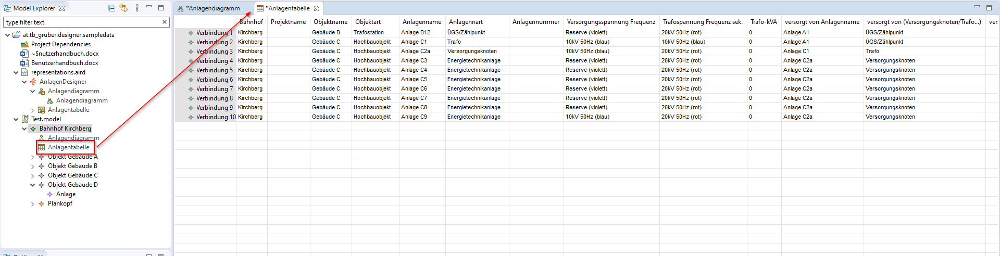 Model Explorer
type filter text
at.tb_gruber.designer.sampledata
Project Dependencies
~$nutzerhandbuch.docx
Benutzerhandbuch.docx
representations.aird
AnlagenDesigner
Anlagendiagramm
Anlagendiagramm
Anlagentabelle
Test.model
Bahnhof Kirchberg
Anlagendiagramm
Anlagentabelle
Objekt Gebäude A
Objekt Gebäude B
Objekt Gebäude C
Objekt Gebäude D
Anlage
Plankopf
*Anlagendiagramm *Anlagentabelle
Bahnhof Projektname Objektname Objektart Anlagenname Anlagennart Anlagennummer Versorgungsspannung Frequenz Trafospannung Frequenz sek. Trafo-kVA versorgt von Anlagenname versorgt von (Versorgungsknoten/Trafo...) ver
Verbindung 1 Kirchberg Gebäude B Trafostation Anlage B12 ÜGS/Zählpunkt Reserve (violett) 20kV 50Hz (rot) 0 Anlage A1 ÜGS/Zählpunkt
Verbindung 2 Kirchberg Gebäude C Hochbauobjekt Anlage C1 Trafo 10kV 50Hz (blau) 10kV 50Hz (blau) 0 Anlage A1 ÜGS/Zählpunkt
Verbindung 3 Kirchberg Gebäude C Hochbauobjekt Anlage C2a Versorgungsknoten 10kV 50Hz (blau) 20kV 50Hz (rot) 0 Anlage C1 Trafo
Verbindung 4 Kirchberg Gebäude C Hochbauobjekt Anlage C3 Energietechnikanlage Reserve (violett) 20kV 50Hz (rot) 0 Anlage C2a Versorgungsknoten
Verbindung 5 Kirchberg Gebäude C Hochbauobjekt Anlage C4 Energietechnikanlage Reserve (violett) 20kV 50Hz (rot) 0 Anlage C2a Versorgungsknoten
Verbindung 6 Kirchberg Gebäude C Hochbauobjekt Anlage C5 Energietechnikanlage Reserve (violett) 20kV 50Hz (rot) 0 Anlage C2a Versorgungsknoten
Verbindung 7 Kirchberg Gebäude C Hochbauobjekt Anlage C6 Energietechnikanlage Reserve (violett) 20kV 50Hz (rot) 0 Anlage C2a Versorgungsknoten
Verbindung 8 Kirchberg Gebäude C Hochbauobjekt Anlage C7 Energietechnikanlage Reserve (violett) 20kV 50Hz (rot) 0 Anlage C2a Versorgungsknoten
Verbindung 9 Kirchberg Gebäude C Hochbauobjekt Anlage C8 Energietechnikanlage Reserve (violett) 20kV 50Hz (rot) 0 Anlage C2a Versorgungsknoten
Verbindung 10 Kirchberg Gebäude C Hochbauobjekt Anlage C9 Energietechnikanlage 10kV 50Hz (blau) 20kV 50Hz (rot) 0 Anlage C2a Versorgungsknoten